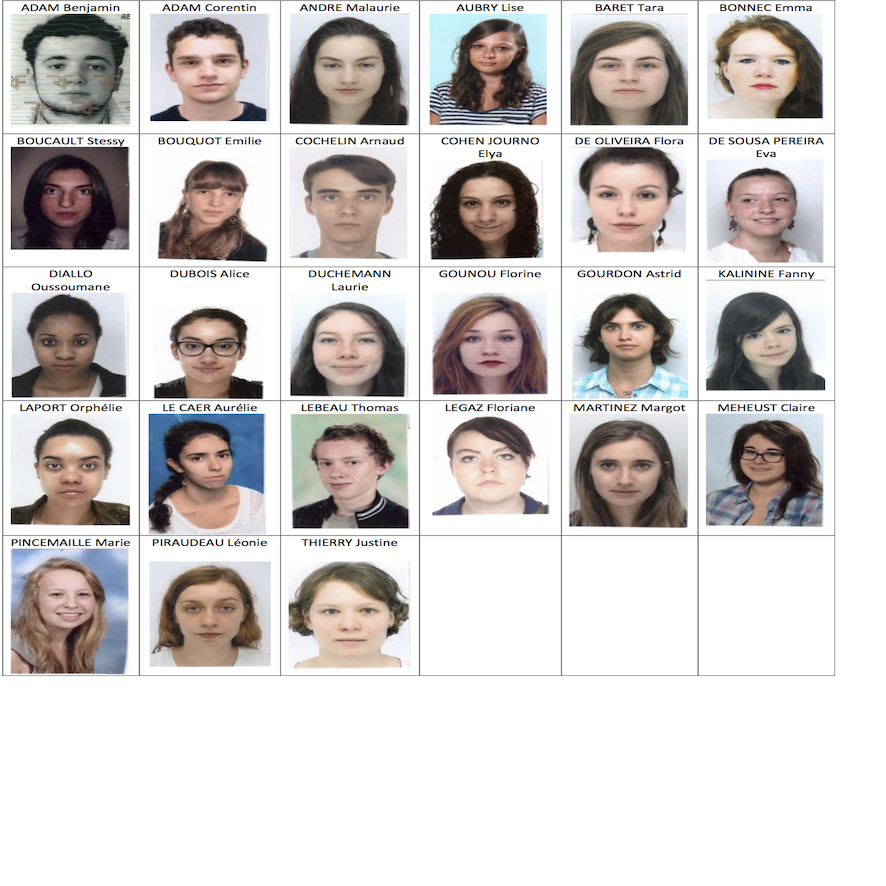 ADAM Benjamin
ADAM Corentin
ANDRE Malaurie
AUBRY Lise
BARET Tara
BONNEC Emma
BOUCAULT Stessy
BOUQUOT Emilie
COCHELIN Arnaud
COHEN JOURNO
Elya
DE OLIVEIRA Flora
DE SOUSA PEREIRA
Eva
DIALLO
Oussoumane
DUBOIS Alice
DUCHEMANN
Laurie
GOUNOU Florine
GOURDON Astrid
KALININE Fanny
LAPORT Orphélie
LE CAER Aurélie
LEBEAU Thomas
LEGAZ Floriane
MARTINEZ Margot
MEHEUST Claire
PINCEMAILLE Marie
PIRAUDEAU Léonie
THIERRY Justine